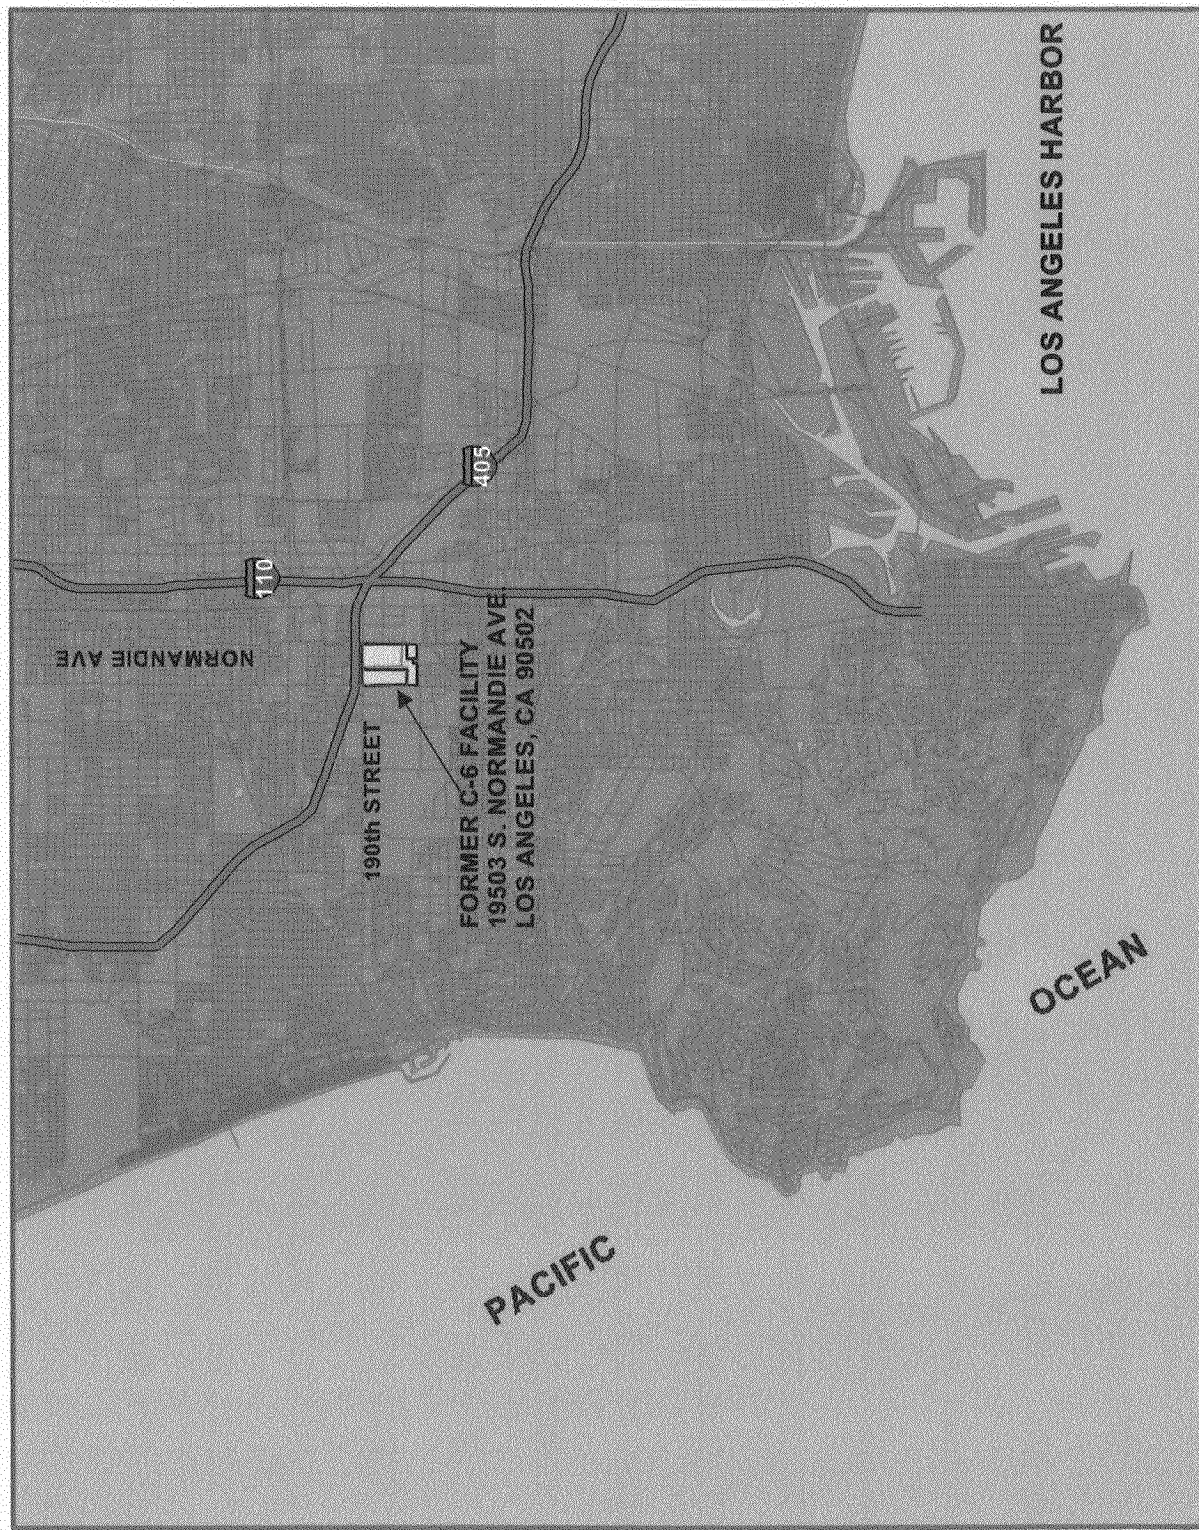 NORMANDIE AVE
110
405
190th STREET
FORMER C-6 FACILITY
19503 S. NORMANDIE AVE.
LOS ANGELES, CA 90502
LOS ANGELES HARBOR
PACIFIC
OCEAN